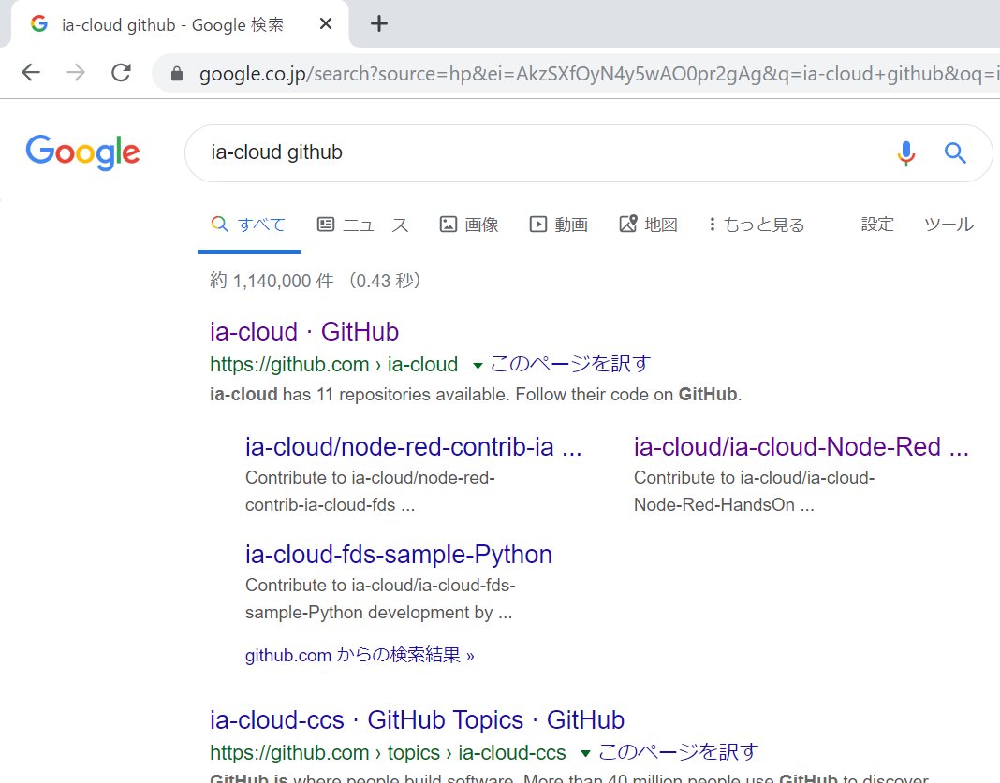 ia-cloud github - Google 検索
google.co.jp/search?source=hp&ei=AkzSXfOyN4y5wAO0pr2gAg&q=ia-cloud+github&oq=i
Google
ia-cloud github
すべて ニュース 画像 動画 地図 もっと見る 設定 ツール
約 1,140,000 件 （0.43 秒）
ia-cloud · GitHub
https://github.com › ia-cloud このページを訳す
ia-cloud has 11 repositories available. Follow their code on GitHub.
ia-cloud/node-red-contrib-ia ...
Contribute to ia-cloud/node-red-
contrib-ia-cloud-fds ...
ia-cloud/ia-cloud-Node-Red ...
Contribute to ia-cloud/ia-cloud-
Node-Red-HandsOn ...
ia-cloud-fds-sample-Python
Contribute to ia-cloud/ia-cloud-fds-
sample-Python development by ...
github.com からの検索結果 »
ia-cloud-ccs · GitHub Topics · GitHub
https://github.com › topics › ia-cloud-ccs このページを訳す
GitHub is where people build software. More than 40 million people use GitHub to discover